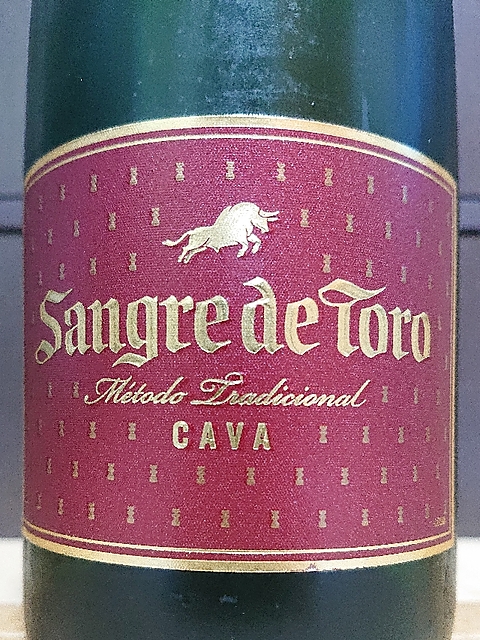 Sangre de Toro
Método Tradicional
CAVA